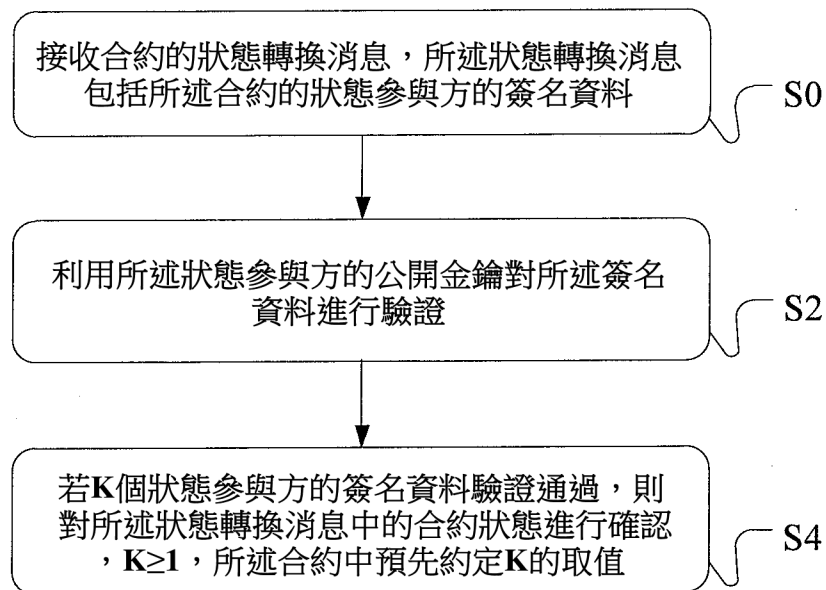 接收合約的狀態轉換消息，所述狀態轉換消息
包括所述合約的狀態參與方的簽名資料
S0
利用所述狀態參與方的公開金鑰對所述簽名
資料進行驗證
S2
若K個狀態參與方的簽名資料驗證通過，則
對所述狀態轉換消息中的合約狀態進行確認
，K≥1，所述合約中預先約定K的取值
S4